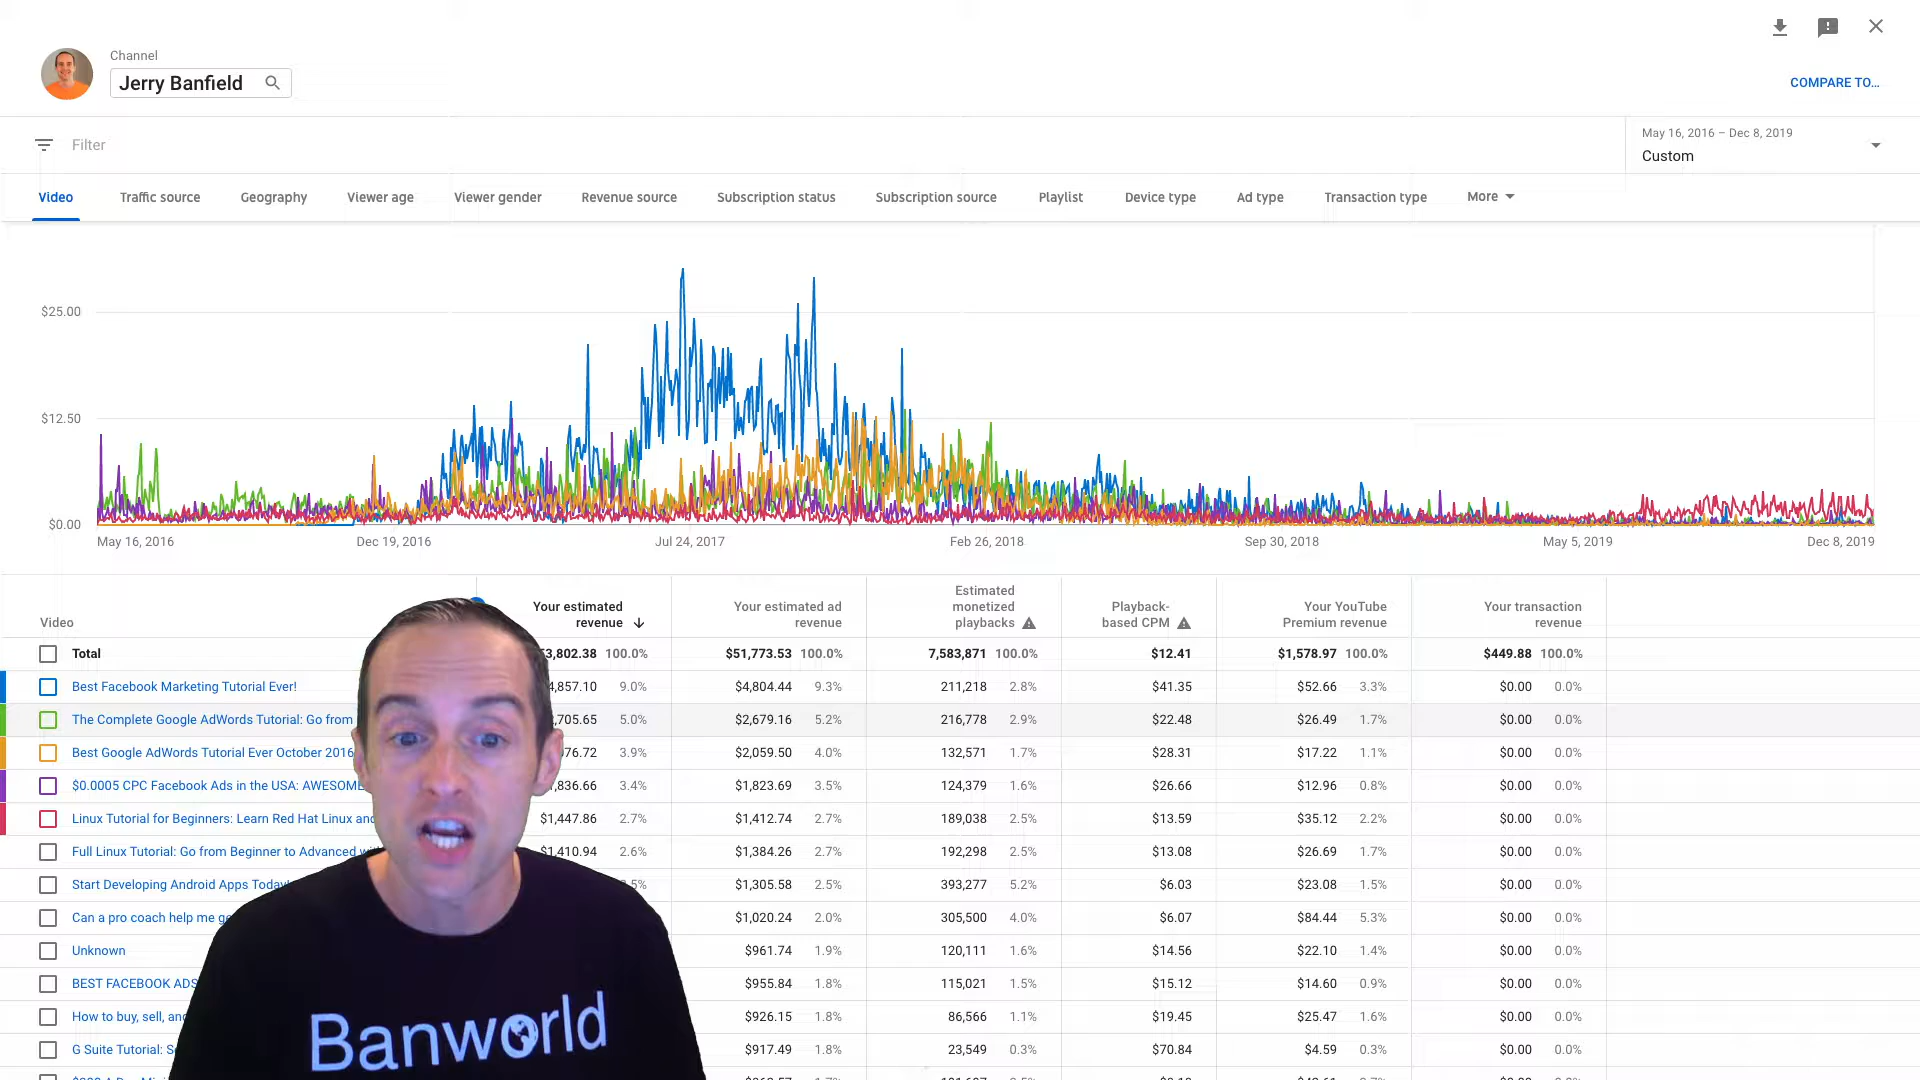 Channel
Jerry Banfield
COMPARE TO...
Filter
May 16, 2016 – Dec 8, 2019
Custom
Video Traffic source Geography Viewer age Viewer gender Revenue source Subscription status Subscription source Playlist Device type Ad type Transaction type More
$25.00
$12.50
$0.00
May 16, 2016 Dec 19, 2016 Jul 24, 2017 Feb 26, 2018 Sep 30, 2018 May 5, 2019 Dec 8, 2019
Video
Your estimated
revenue
Your estimated ad
revenue
Estimated
monetized
playbacks
Playback-
based CPM
Your YouTube
Premium revenue
Your transaction
revenue
Total 3,802.38 100.0% $51,773.53 100.0% 7,583,871 100.0% $12.41 $1,578.97 100.0% $449.88 100.0%
Best Facebook Marketing Tutorial Ever! 4,857.10 9.0% $4,804.44 9.3% 211,218 2.8% $41.35 $52.66 3.3% $0.00 0.0%
The Complete Google AdWords Tutorial: Go from ,705.65 5.0% $2,679.16 5.2% 216,778 2.9% $22.48 $26.49 1.7% $0.00 0.0%
Best Google AdWords Tutorial Ever October 2016 76.72 3.9% $2,059.50 4.0% 132,571 1.7% $28.31 $17.22 1.1% $0.00 0.0%
$0.0005 CPC Facebook Ads in the USA: AWESOME ,836.66 3.4% $1,823.69 3.5% 124,379 1.6% $26.66 $12.96 0.8% $0.00 0.0%
Linux Tutorial for Beginners: Learn Red Hat Linux and $1,447.86 2.7% $1,412.74 2.7% 189,038 2.5% $13.59 $35.12 2.2% $0.00 0.0%
Full Linux Tutorial: Go from Beginner to Advanced $1,410.94 2.6% $1,384.26 2.7% 192,298 2.5% $13.08 $26.69 1.7% $0.00 0.0%
Start Developing Android Apps Today 5% $1,305.58 2.5% 393,277 5.2% $6.03 $23.08 1.5% $0.00 0.0%
Can a pro coach help me $1,020.24 2.0% 305,500 4.0% $6.07 $84.44 5.3% $0.00 0.0%
Unknown $961.74 1.9% 120,111 1.6% $14.56 $22.10 1.4% $0.00 0.0%
BEST FACEBOOK ADS $955.84 1.8% 115,021 1.5% $15.12 $14.60 0.9% $0.00 0.0%
How to buy, sell, and $926.15 1.8% 86,566 1.1% $19.45 $25.47 1.6% $0.00 0.0%
G Suite Tutorial: $917.49 1.8% 23,549 0.3% $70.84 $4.59 0.3% $0.00 0.0%
Banworld